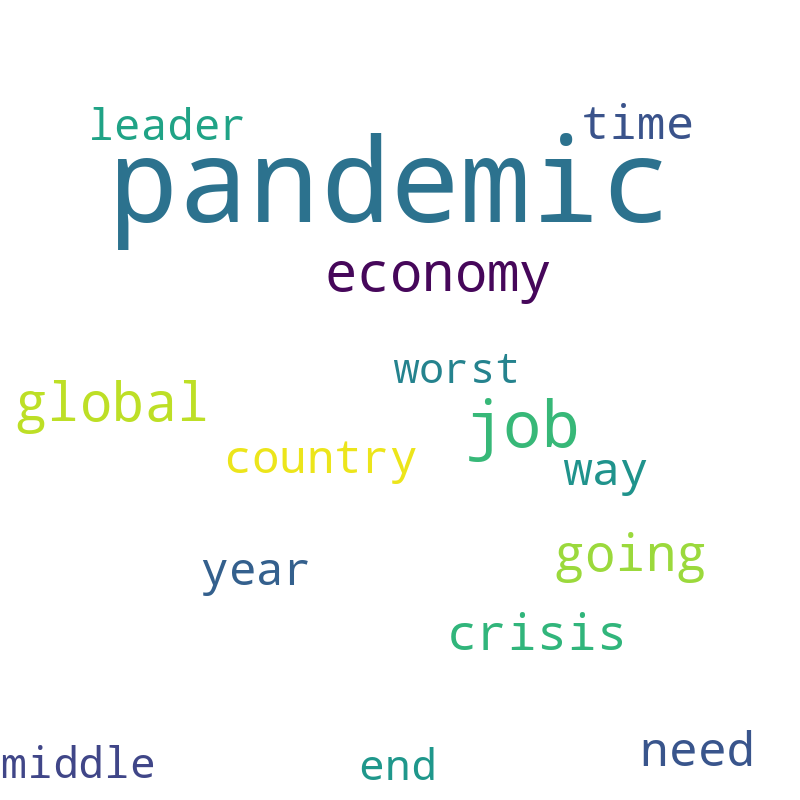 leader
time
pandemic
economy
worst
global
job
country
way
going
year
crisis
need
middle
end